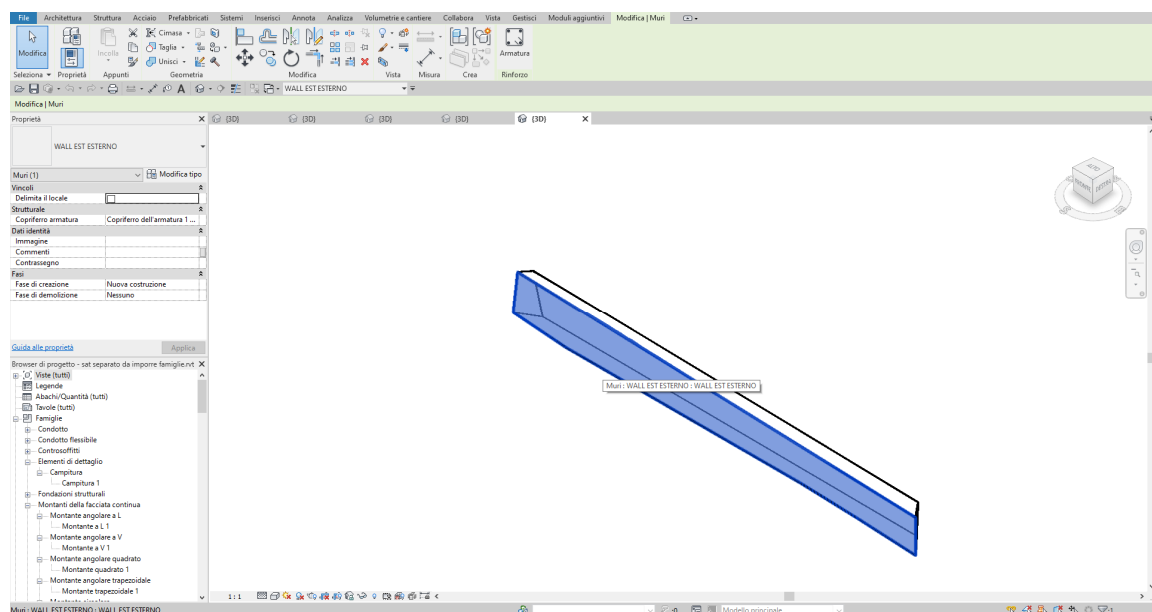 File Architettura Struttura Acciaio Prefabbricati Sistemi Inserisci Annota Analizza Volumetrie e cantiere Collabora Vista Gestisci Moduli aggiuntivi Modifica | Muri
Cimasa
Taglia
Unisci
Modifica Incolla Armatura
Seleziona Proprietà Appunti Geometria Modifica Vista Misura Crea Rinforzo
WALL EST ESTERNO
Modifica | Muri
Proprietà X (3D) (3D) (3D) (3D) (3D) X
WALL EST ESTERNO
Muri (1) Modifica tipo
Vincoli
Delimita il locale
Strutturale
Copriferro armatura Copriferro dell'armatura 1 ...
Dati identità
Immagine
Commenti
Contrassegno
Fasi
Fase di creazione Nuova costruzione
Fase di demolizione Nessuno
Guida alle proprietà Applica
Browser di progetto - sat separato da imporre famiglie.rvt X
Viste (tutti)
Legende
Abachi/Quantità (tutti)
Tavole (tutti)
Famiglie
Condotto
Condotto flessibile
Controsoffitti
Elementi di dettaglio
Campitura
Campitura 1
Fondazioni strutturali
Montanti della facciata continua
Montante angolare a L
Montante a L 1
Montante angolare a V
Montante a V 1
Montante angolare quadrato
Montante quadrato 1
Montante angolare trapezoidale
Montante trapezoidale 1
Muri : WALL EST ESTERNO : WALL EST ESTERNO
ALTO
1 : 1
Muri : WALL EST ESTERNO : WALL EST ESTERNO :0 Modello principale :1